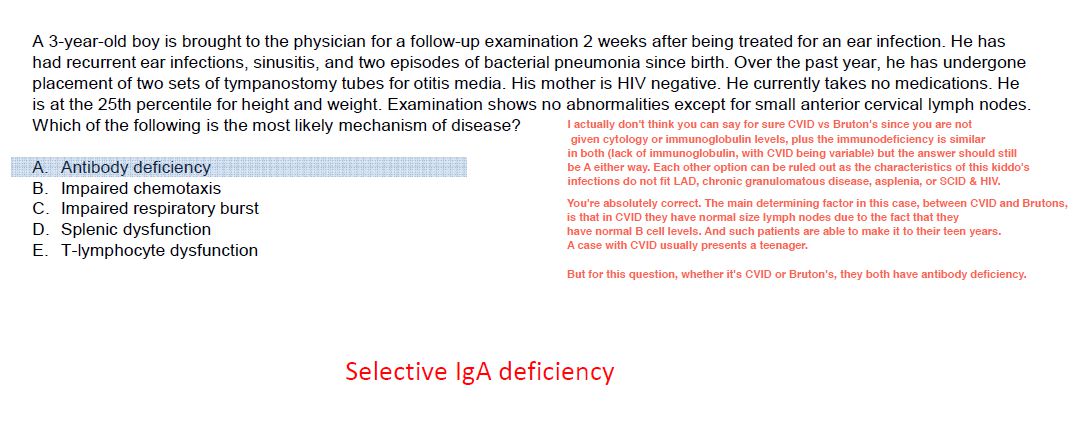 A 3-year-old boy is brought to the physician for a follow-up examination 2 weeks after being treated for an ear infection. He has
had recurrent ear infections, sinusitis, and two episodes of bacterial pneumonia since birth. Over the past year, he has undergone
placement of two sets of tympanostomy tubes for otitis media. His mother is HIV negative. He currently takes no medications. He
is at the 25th percentile for height and weight. Examination shows no abnormalities except for small anterior cervical lymph nodes.
Which of the following is the most likely mechanism of disease?
A. Antibody deficiency
B. Impaired chemotaxis
C. Impaired respiratory burst
D. Splenic dysfunction
E. T-lymphocyte dysfunction
I actually don't think you can say for sure CVID vs Bruton's since you are not
given cytology or immunoglobulin levels, plus the immunodeficiency is similar
in both (lack of immunoglobulin, with CVID being variable) but the answer should still
be A either way. Each other option can be ruled out as the characteristics of this kiddo's
infections do not fit LAD, chronic granulomatous disease, asplenia, or SCID & HIV.
You're absolutely correct. The main determining factor in this case, between CVID and Brutons,
is that in CVID they have normal size lymph nodes due to the fact that they
have normal B cell levels. And such patients are able to make it to their teen years.
A case with CVID usually presents a teenager.
But for this question, whether it's CVID or Bruton's, they both have antibody deficiency.
Selective IgA deficiency